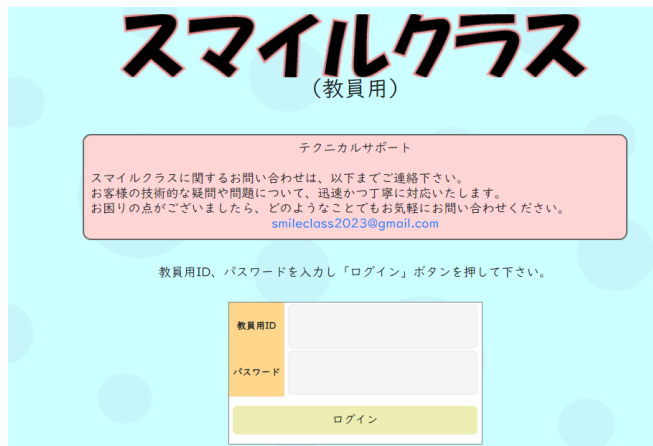 スマイルクラス
（教員用）
テクニカルサポート
スマイルクラスに関するお問い合わせは、以下までご連絡下さい。
お客様の技術的な疑問や問題について、迅速かつ丁寧に対応いたします。
お困りの点がございましたら、どのようなことでもお気軽にお問い合わせください。
smileclass2023@gmail.com
教員用ID、パスワードを入力し「ログイン」ボタンを押して下さい。
教員用ID
パスワード
ログイン